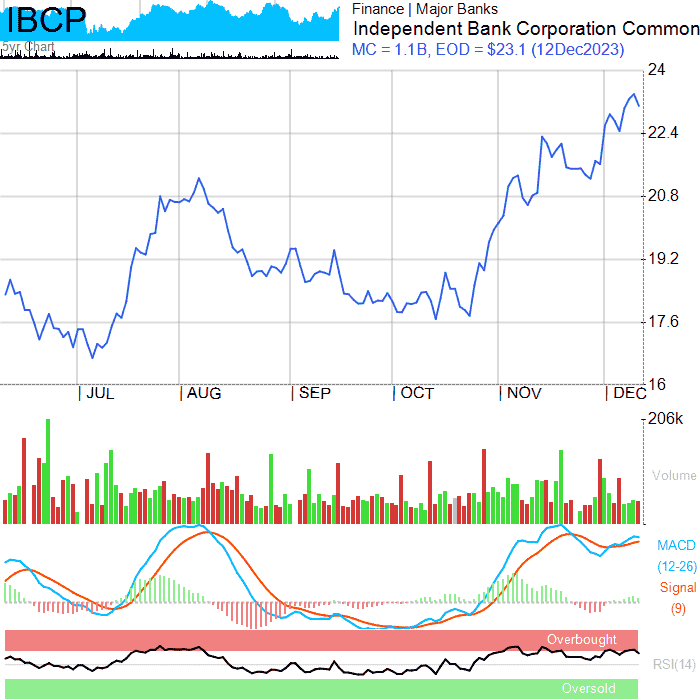 IBCP
Finance | Major Banks
Independent Bank Corporation Common
MC = 1.1B, EOD = $23.1 (12Dec2023)
5yr Chart
24
22.4
20.8
19.2
17.6
16
| JUL | AUG | SEP | OCT | NOV | DEC
206k
Volume
MACD
(12-26)
Signal
(9)
Overbought
RSI(14)
Oversold